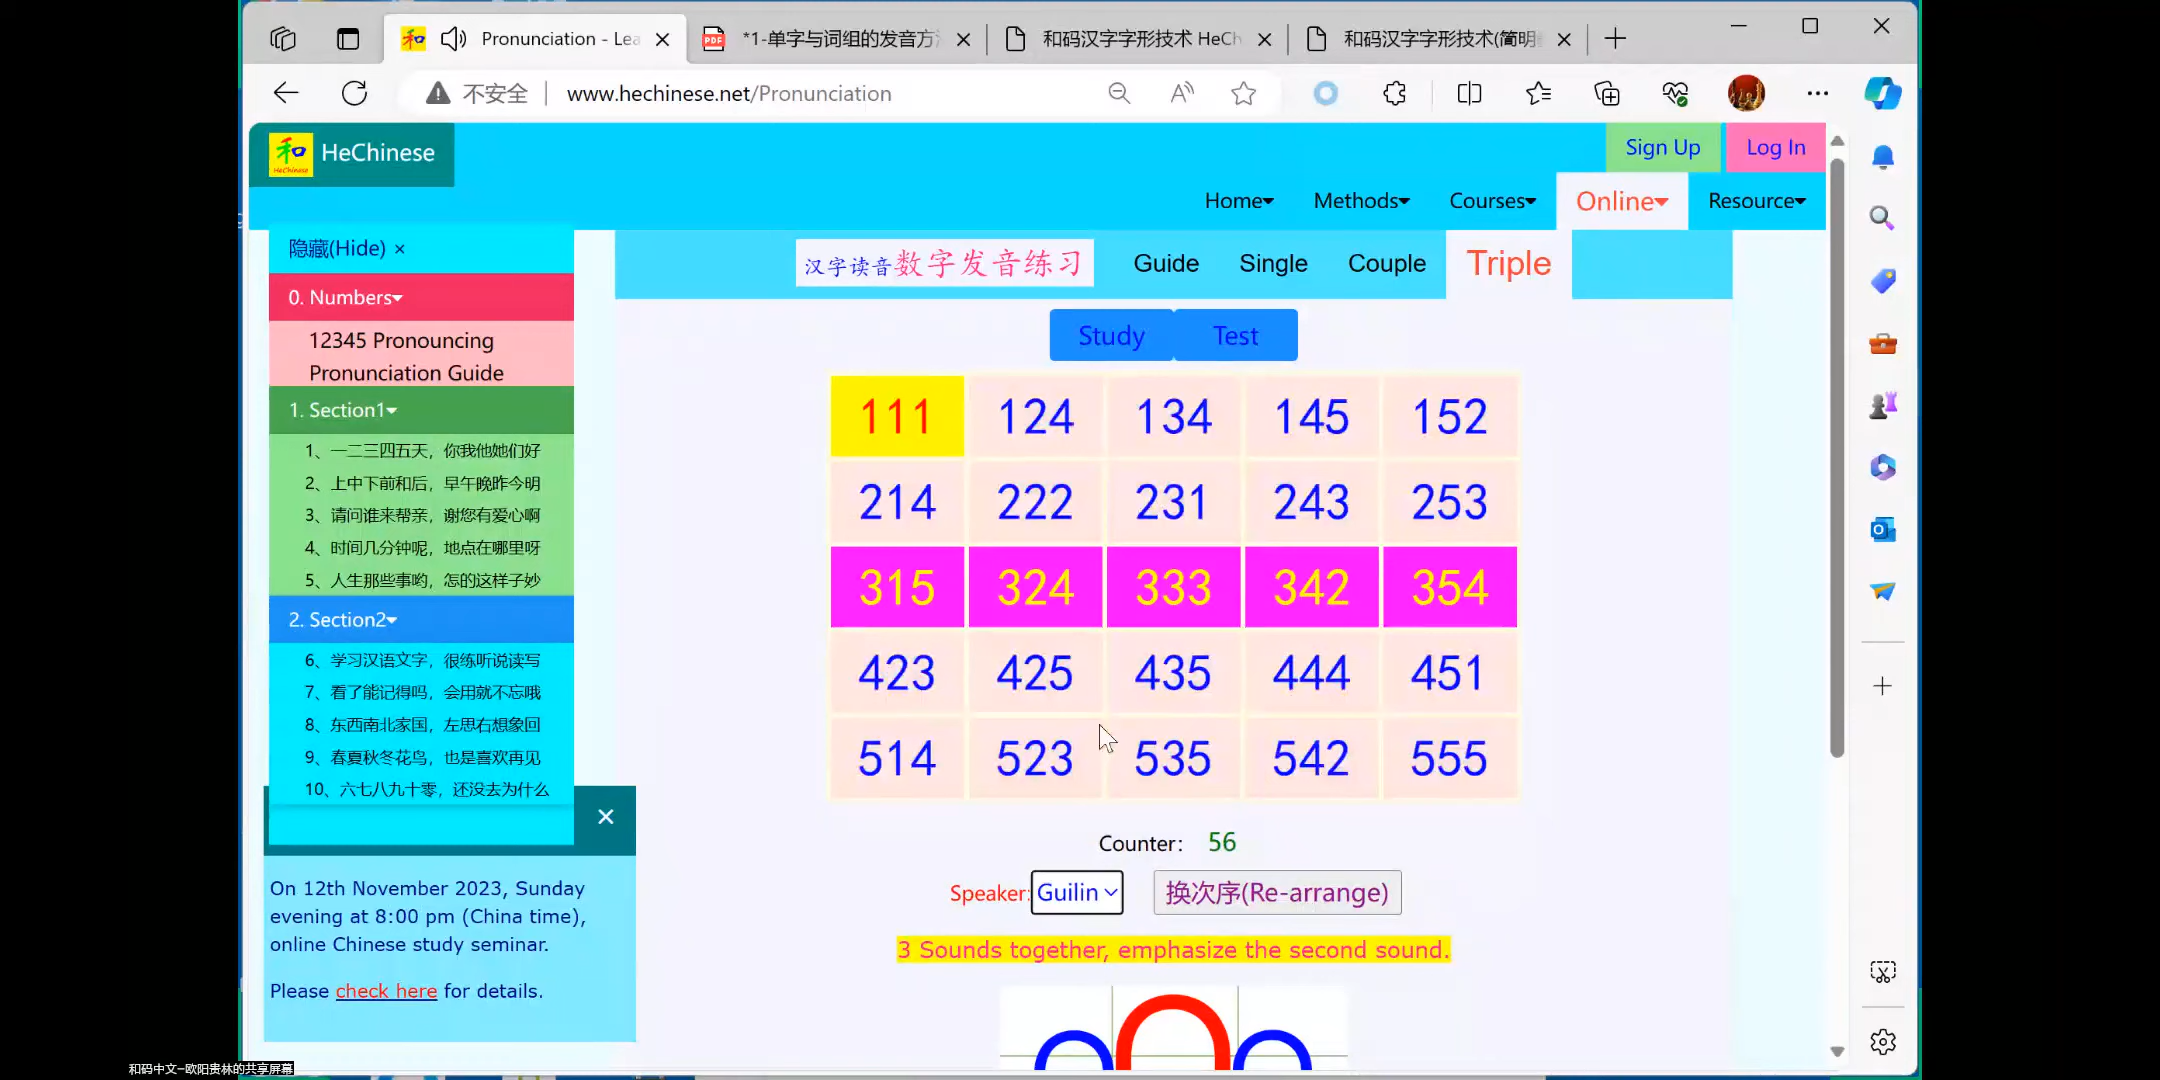 Pronunciation - Lea
*1-单字与词组的发音方
和码汉字字形技术 HeCh
和码汉字字形技术(简明
不安全
www.hechinese.net/Pronunciation
和
HeChinese
HeChinese
Sign Up
Log In
Home
Methods
Courses
Online
Resource
隐藏(Hide) ×
0. Numbers
12345 Pronouncing
Pronunciation Guide
1. Section1
1、一二三四五天，你我他她们好
2、上中下前和后，早午晚昨今明
3、请问谁来帮亲，谢您有爱心啊
4、时间几分钟呢，地点在哪里呀
5、人生那些事哟，怎的这样子妙
2. Section2
6、学习汉语文字，很练听说读写
7、看了能记得吗，会用就不忘哦
8、东西南北家国，左思右想象回
9、春夏秋冬花鸟，也是喜欢再见
10、六七八九十零，还没去为什么
On 12th November 2023, Sunday
evening at 8:00 pm (China time),
online Chinese study seminar.
Please check here for details.
汉字读音数字发音练习
Guide
Single
Couple
Triple
Study
Test
111 124 134 145 152
214 222 231 243 253
315 324 333 342 354
423 425 435 444 451
514 523 535 542 555
Counter: 56
Speaker: Guilin
换次序(Re-arrange)
3 Sounds together, emphasize the second sound.
和码中文—欧阳贵林的共享屏幕